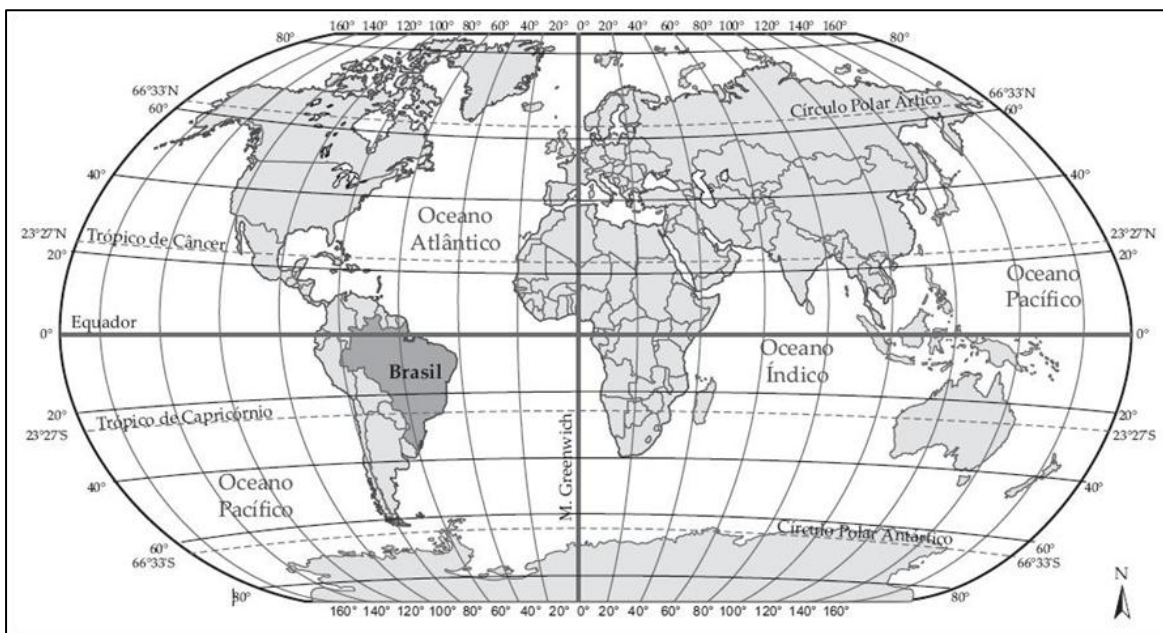 160° 140° 120° 100° 80° 60° 40° 20° 0° 20° 40° 60° 80° 100° 120° 140° 160°
80° 80°
66°33'N Círculo Polar Ártico 66°33'N
60° 60°
40° 40°
Oceano
Atlântico
23°27'N Trópico de Câncer 23°27'N
20° 20°
Oceano
Pacífico
Equador
0° 0°
Brasil
Oceano
Índico
20° 20°
Trópico de Capricórnio
23°27'S 23°27'S
M. Greenwich
40° 40°
Oceano
Pacífico
Círculo Polar Antártico
60° 60°
66°33'S 66°33'S
80° 80°
N
160° 140° 120° 100° 80° 60° 40° 20° 0° 20° 40° 60° 80° 100° 120° 140° 160°